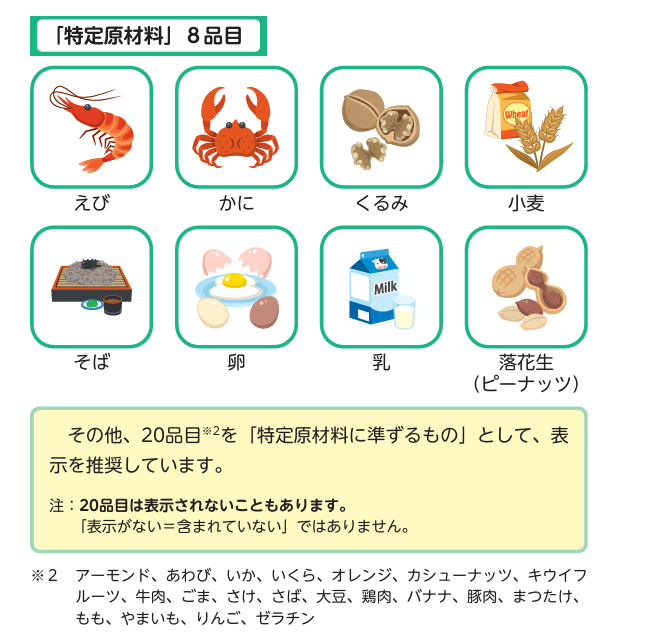 「特定原材料」８品目
Wheat
えび
かに
くるみ
小麦
Milk
そば
卵
乳
落花生
（ピーナッツ）
その他、20品目※2を「特定原材料に準ずるもの」として、表
示を推奨しています。
注：20品目は表示されないこともあります。
「表示がない＝含まれていない」ではありません。
※２　アーモンド、あわび、いか、いくら、オレンジ、カシューナッツ、キウイフ
ルーツ、牛肉、ごま、さけ、さば、大豆、鶏肉、バナナ、豚肉、まつたけ、
もも、やまいも、りんご、ゼラチン